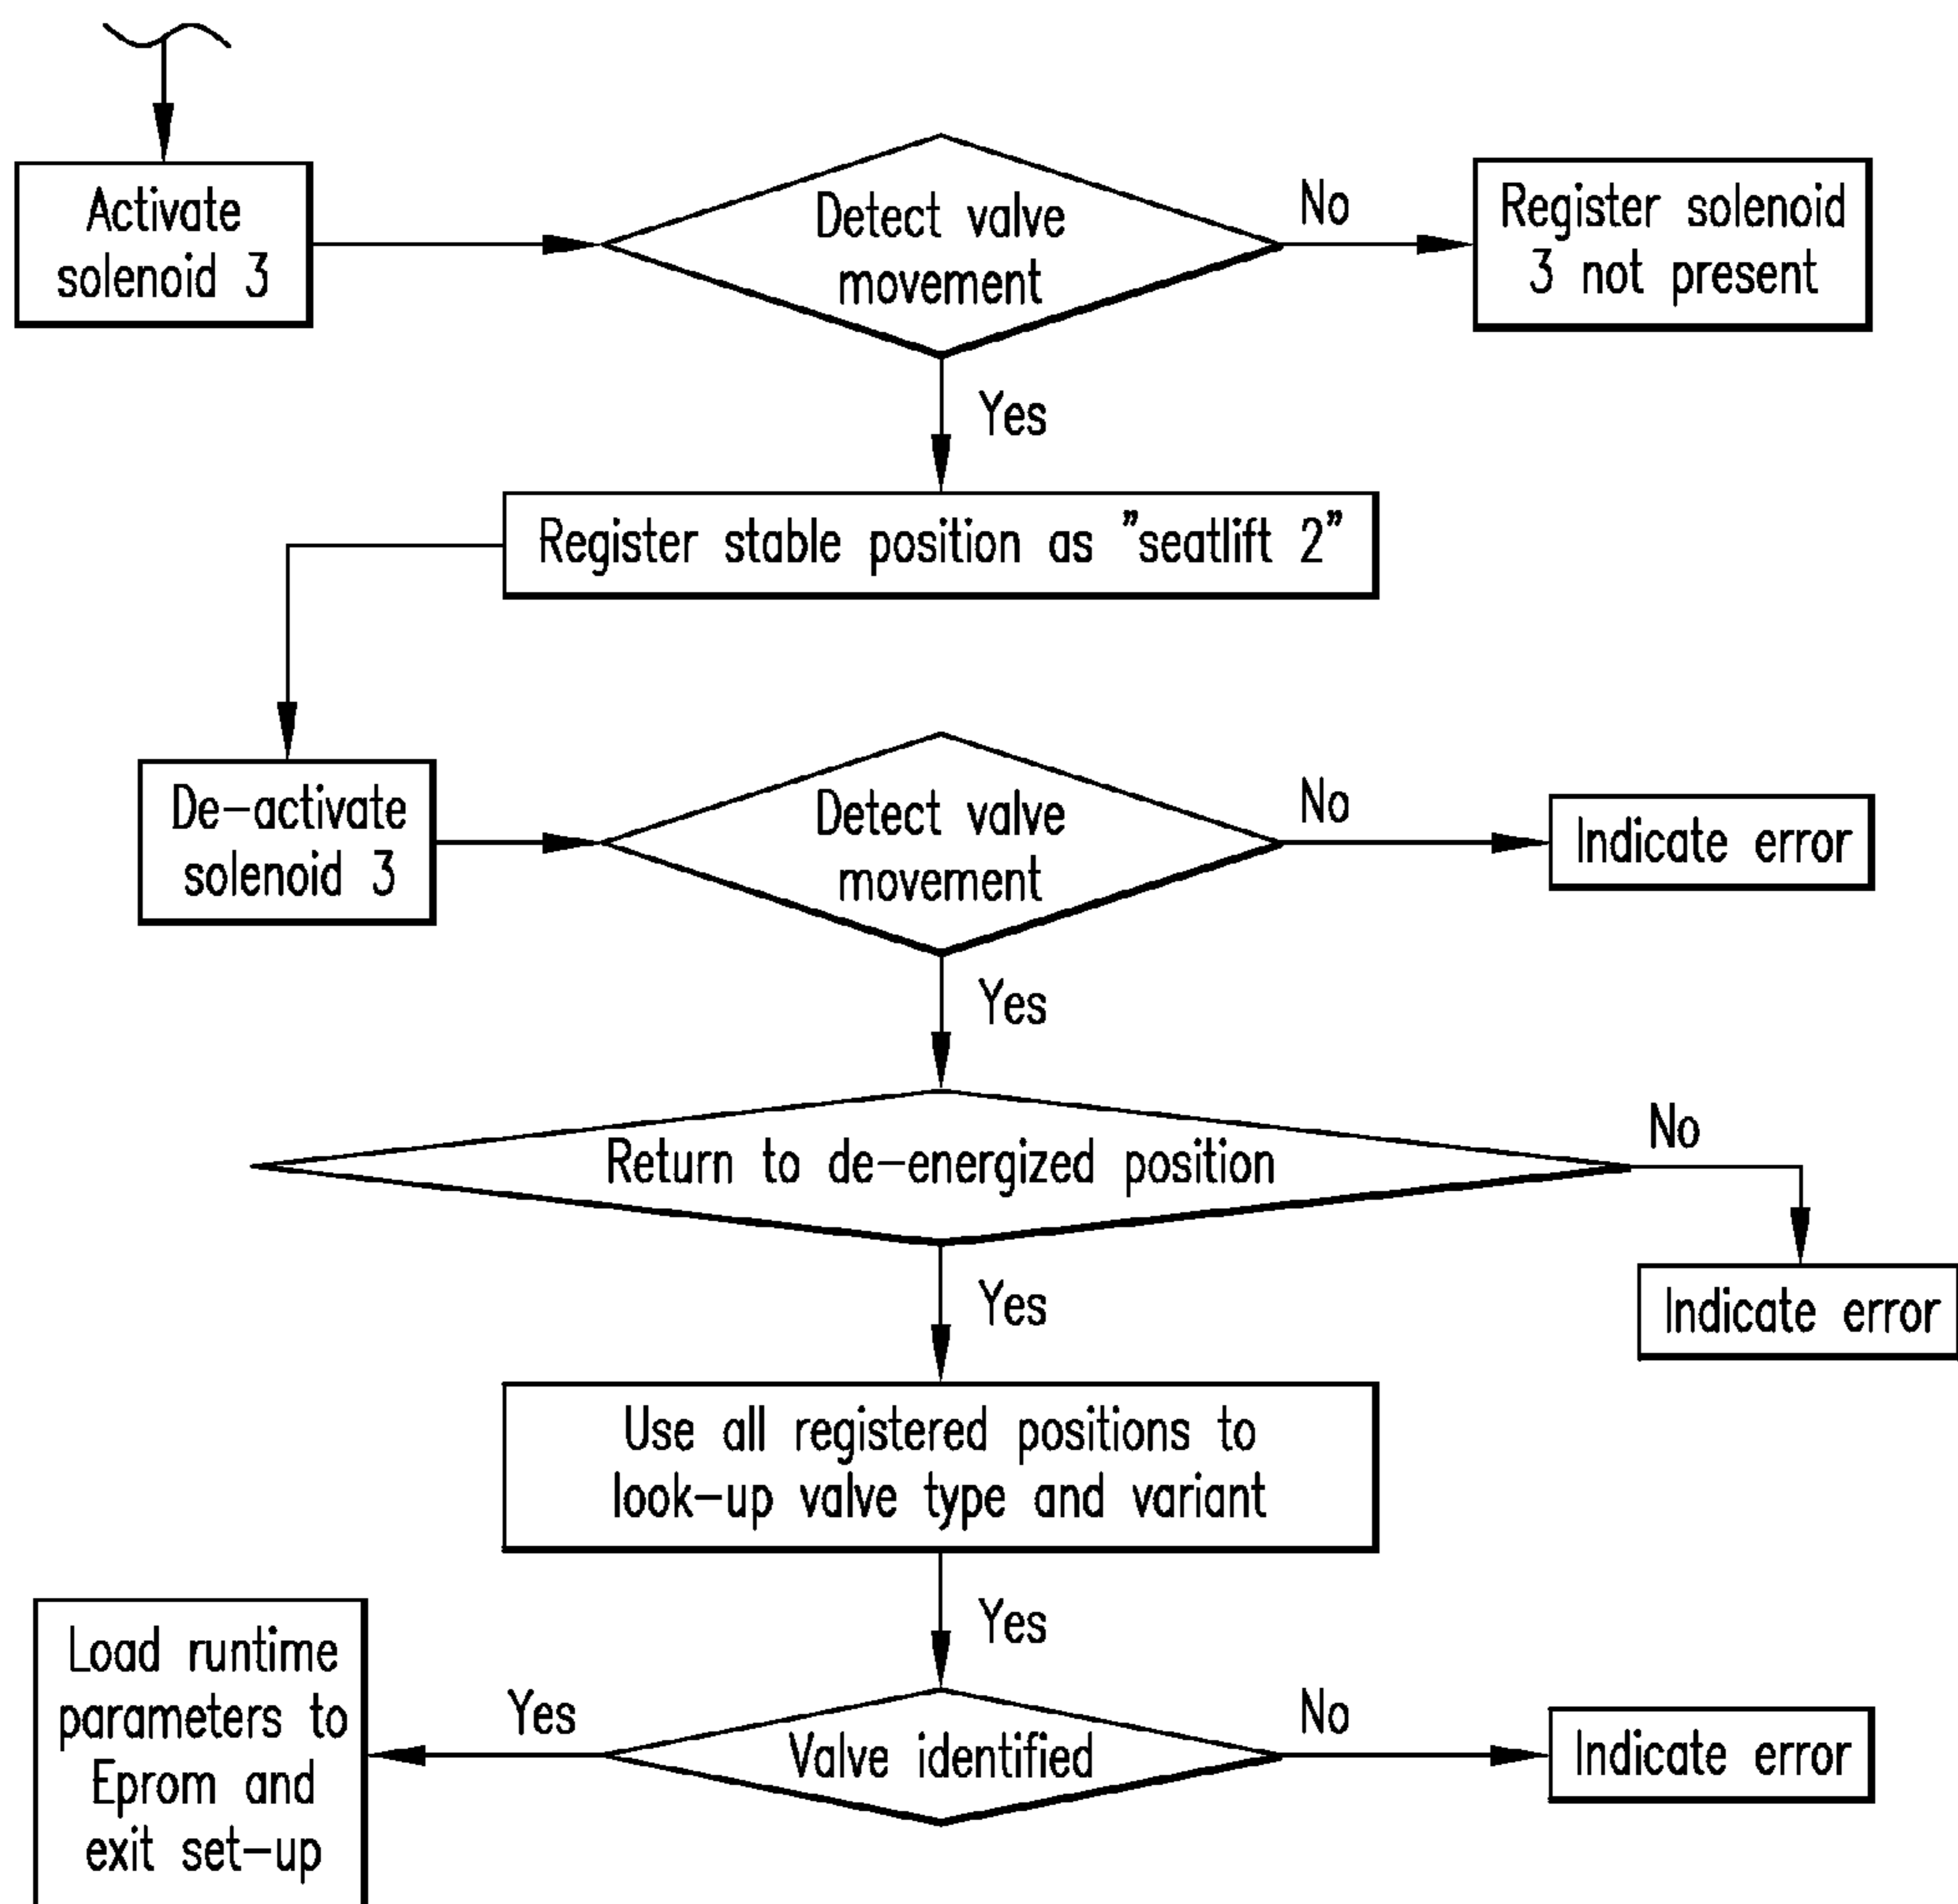 Activate
solenoid 3
Detect valve
movement
No
Register solenoid
3 not present
Yes
Register stable position as "seatlift 2"
De-activate
solenoid 3
Detect valve
movement
No
Indicate error
Yes
Return to de-energized position
No
Indicate error
Yes
Use all registered positions to
look-up valve type and variant
Yes
Load runtime
parameters to
Eprom and
exit set-up
Yes
Valve identified
No
Indicate error